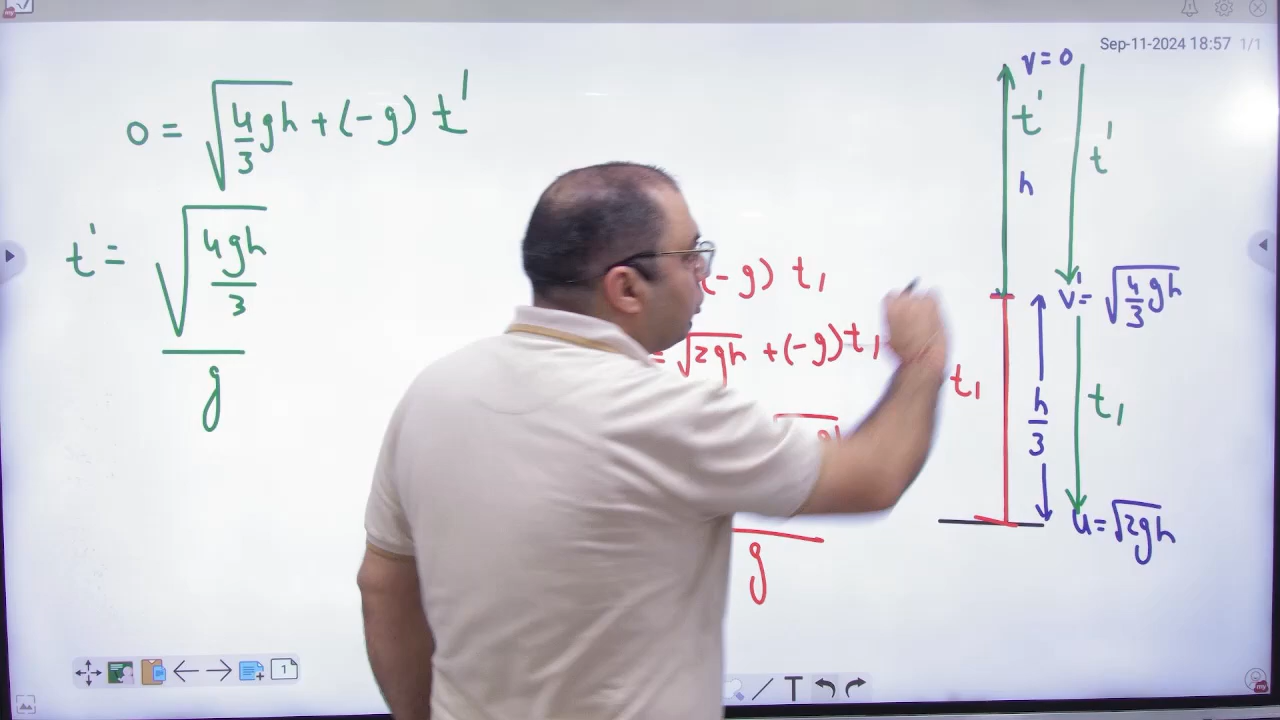 Sep-11-2024 18:57 1/1
0 = √(4/3 gh) + (-g) t'
t' = √(4gh/3) / g
(-g) t₁
= √2gh + (-g)t₁
g
v=0
t'
t'
h
v'= √(4/3 gh)
t₁
h/3
t₁
u=√2gh
1
T